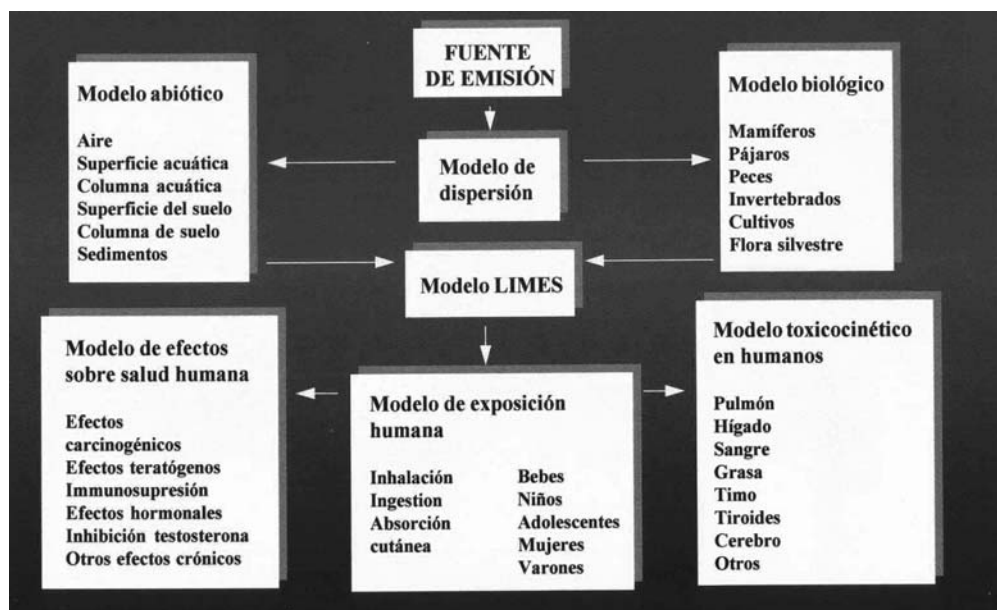 FUENTE
DE EMISIÓN
Modelo abiótico
Aire
Superficie acuática
Columna acuática
Superficie del suelo
Columna de suelo
Sedimentos
Modelo de
dispersión
Modelo biológico
Mamíferos
Pájaros
Peces
Invertebrados
Cultivos
Flora silvestre
Modelo LIMES
Modelo de efectos
sobre salud humana
Efectos
carcinogénicos
Efectos teratógenos
Immunosupresión
Efectos hormonales
Inhibición testosterona
Otros efectos crónicos
Modelo de exposición
humana
Inhalación
Ingestion
Absorción
cutánea
Bebes
Niños
Adolescentes
Mujeres
Varones
Modelo toxicocinético
en humanos
Pulmón
Hígado
Sangre
Grasa
Timo
Tiroides
Cerebro
Otros